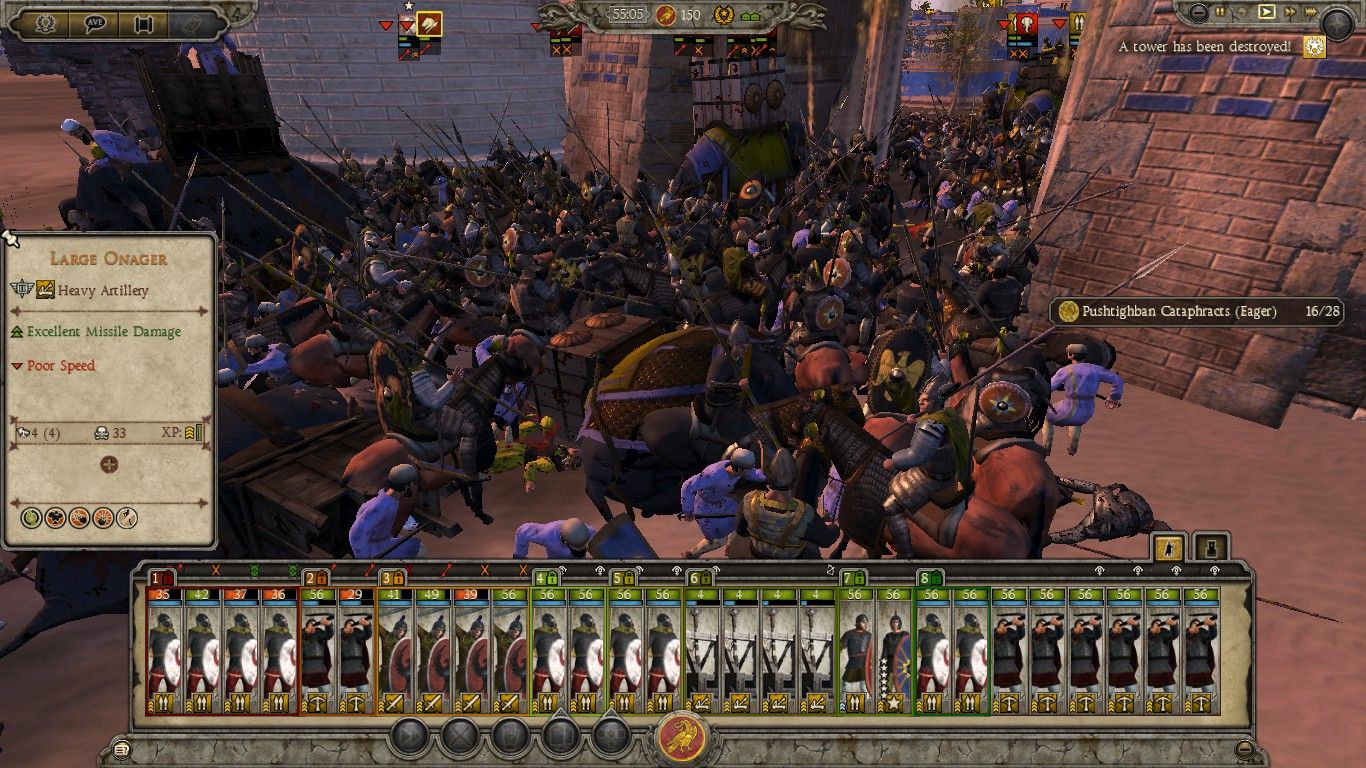 AVE
55:05
150
A tower has been destroyed!
Large Onager
III
Heavy Artillery
Excellent Missile Damage
Poor Speed
4 (4)
33
XP:
Pushtighban Cataphracts (Eager) 16/28
1 2 3 4 5 6 7 8
35 42 37 36 56 29 41 49 39 56 56 56 56 56 4 4 4 4 56 56 56 56 56 56 56 56 56 56